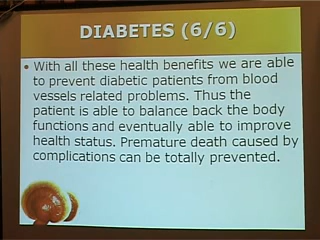 DIABETES (6/6)
• With all these health benefits we are able
to prevent diabetic patients from blood
vessels related problems. Thus the
patient is able to balance back the body
functions and eventually able to improve
health status. Premature death caused by
complications can be totally prevented.